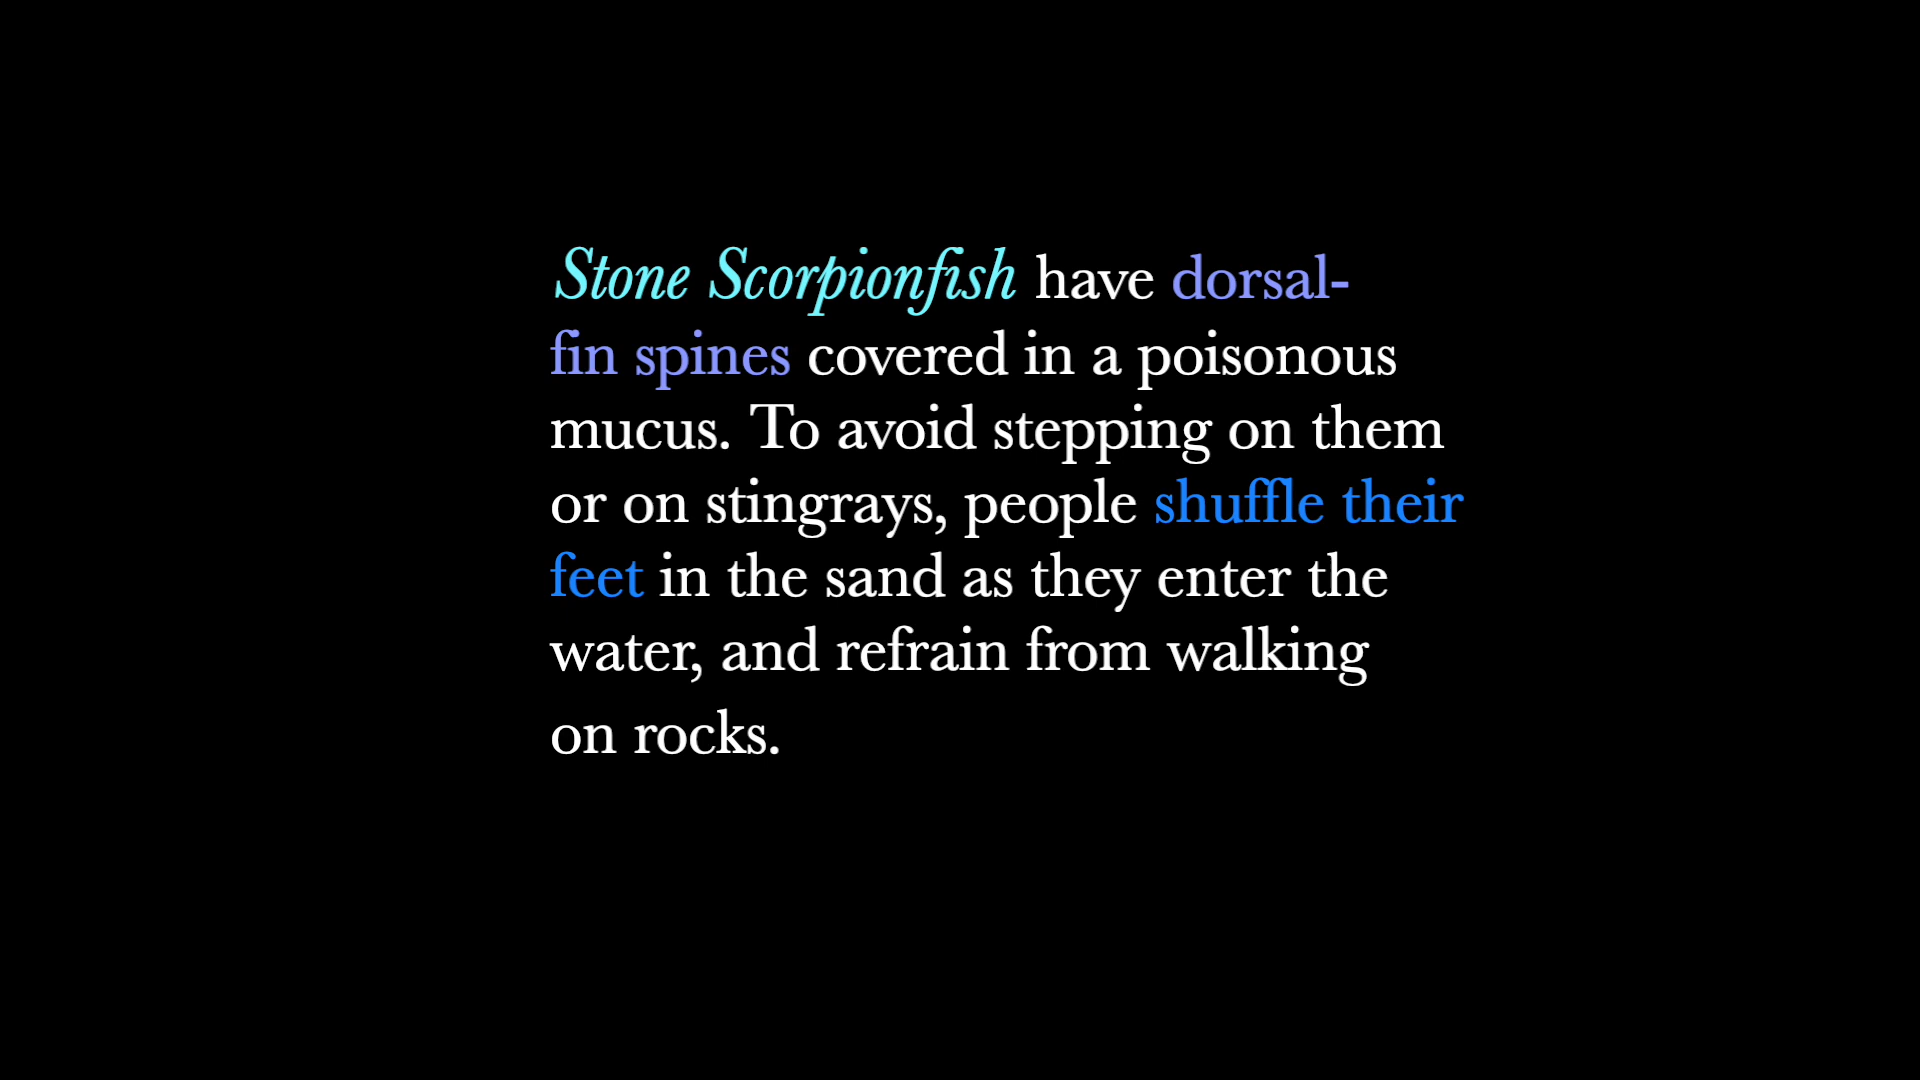 Stone Scorpionfish have dorsal-
fin spines covered in a poisonous
mucus. To avoid stepping on them
or on stingrays, people shuffle their
feet in the sand as they enter the
water, and refrain from walking
on rocks.